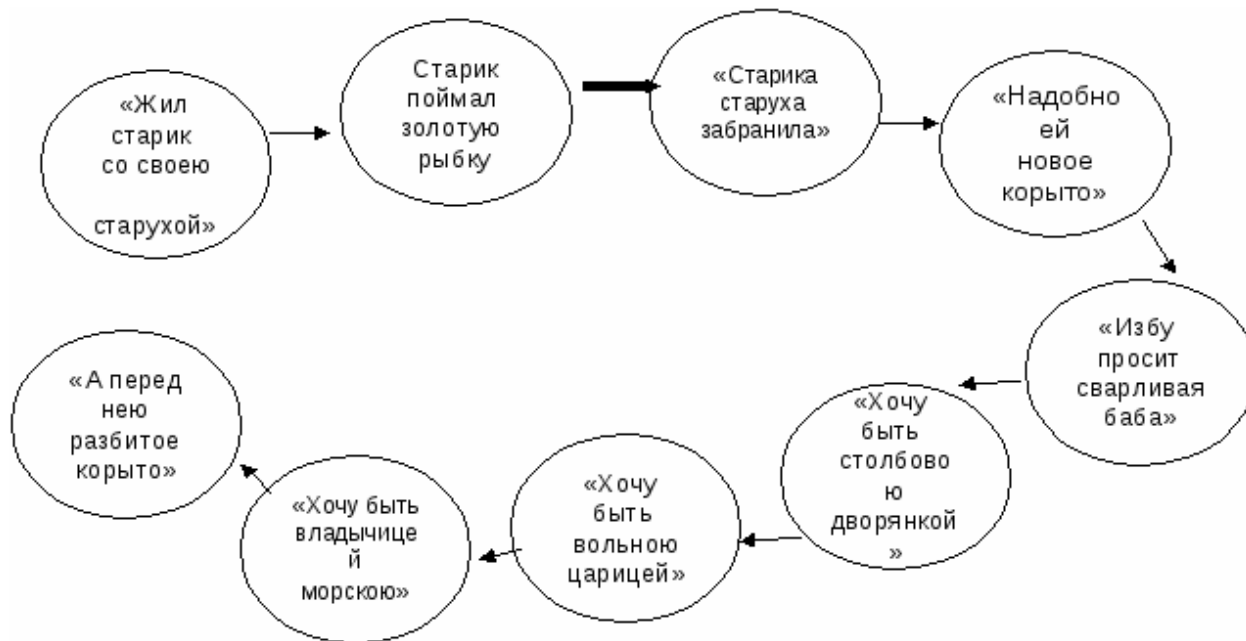 «Жил
старик
со своею
старухой»
Старик
поймал
золотую
рыбку
«Старика
старуха
забранила»
«Надобно
ей
новое
корыто»
«Избу
просит
сварливая
баба»
«Хочу
быть
столбово
ю
дворянкой
»
«Хочу
быть
вольною
царицей»
«Хочу быть
владычице
й
морскою»
«А перед
нею
разбитое
корыто»